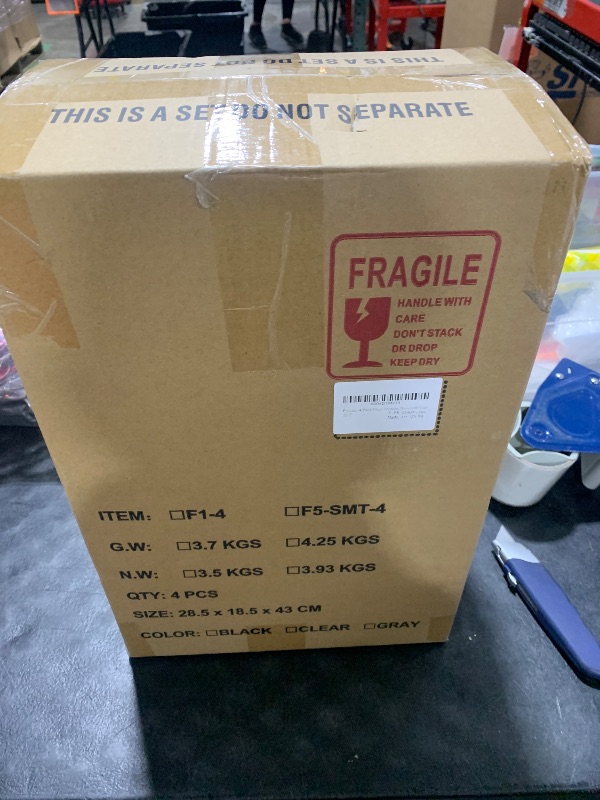 THIS IS A SET DO NOT SEPARATE
THIS IS A SET DO NOT SEPARATE
FRAGILE
HANDLE WITH
CARE
DON'T STACK
DR DROP
KEEP DRY
ITEM: □F1-4 □F5-SMT-4
G.W: □3.7 KGS □4.25 KGS
N.W: □3.5 KGS □3.93 KGS
QTY: 4 PCS
SIZE: 28.5 x 18.5 x 43 CM
COLOR: □BLACK □CLEAR □GRAY